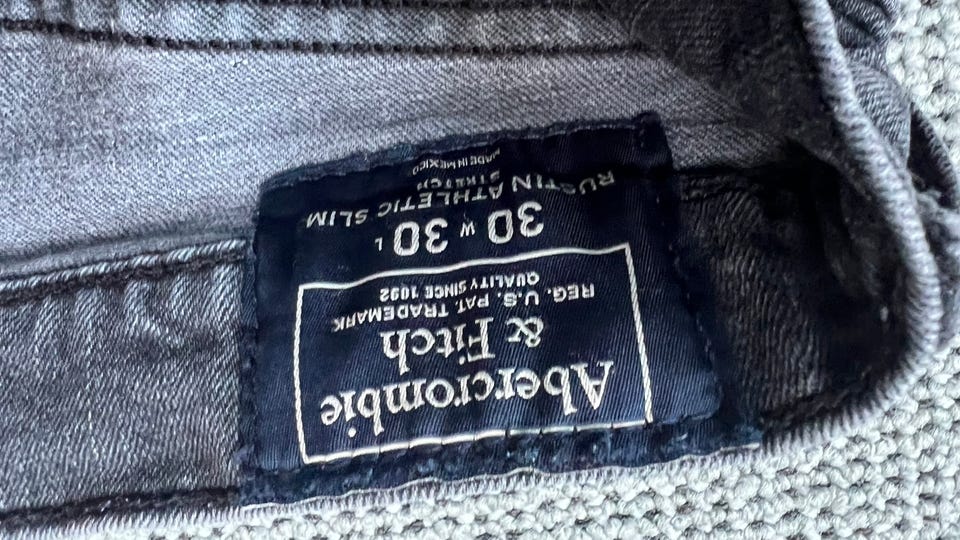 Abercrombie
& Fitch
REG. U.S. PAT. TRADEMARK
QUALITY SINCE 1892
30 W 30 L
RUSTIN ATHLETIC SLIM
STRETCH
MADE IN MEXICO